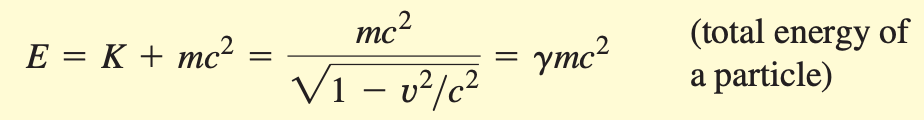 E = K + mc² = mc² / √(1 − v²/c²) = γmc²
(total energy of
a particle)